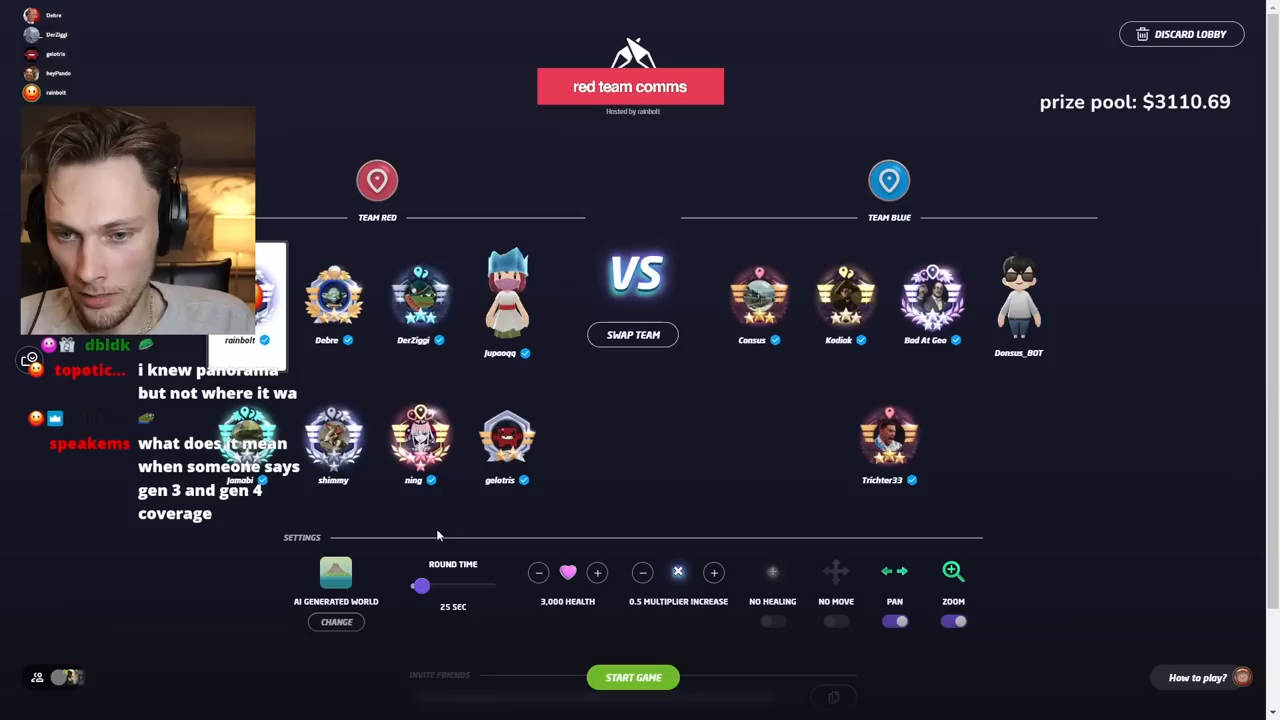 Debre
DerZiggi
gelotris
heyPando
rainbolt
DISCARD LOBBY
red team comms
Hosted by rainbolt
prize pool: $3110.69
TEAM RED
TEAM BLUE
VS
SWAP TEAM
rainbolt
Debre
DerZiggi
Jupaoqq
Consus
Kodiak
Bad At Geo
Donsus_BOT
dbldk
topotic... i knew panorama
but not where it wa
speakems what does it mean
when someone says
gen 3 and gen 4
coverage
Jamabi
shimmy
ning
gelotris
Trichter33
SETTINGS
AI GENERATED WORLD
CHANGE
ROUND TIME
25 SEC
3,000 HEALTH
0.5 MULTIPLIER INCREASE
NO HEALING
NO MOVE
PAN
ZOOM
INVITE FRIENDS
START GAME
How to play?